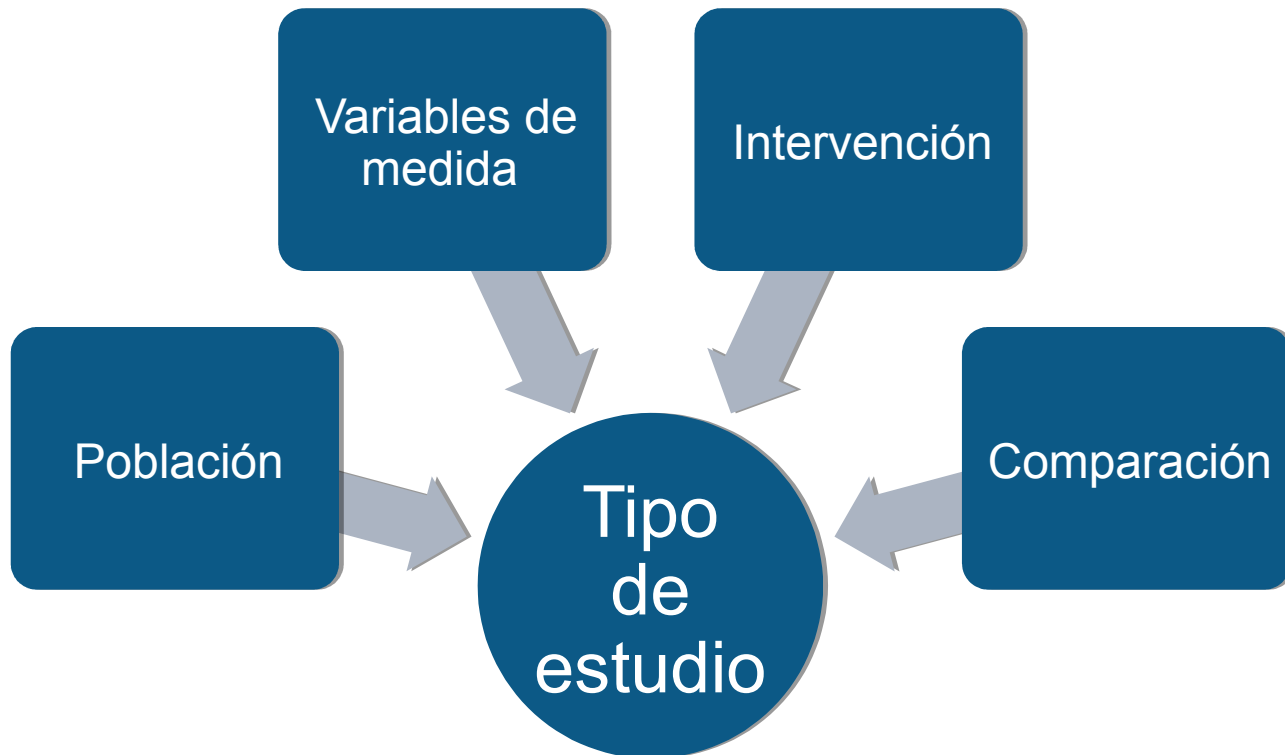 Variables de
medida
Intervención
Población
Comparación
Tipo
de
estudio